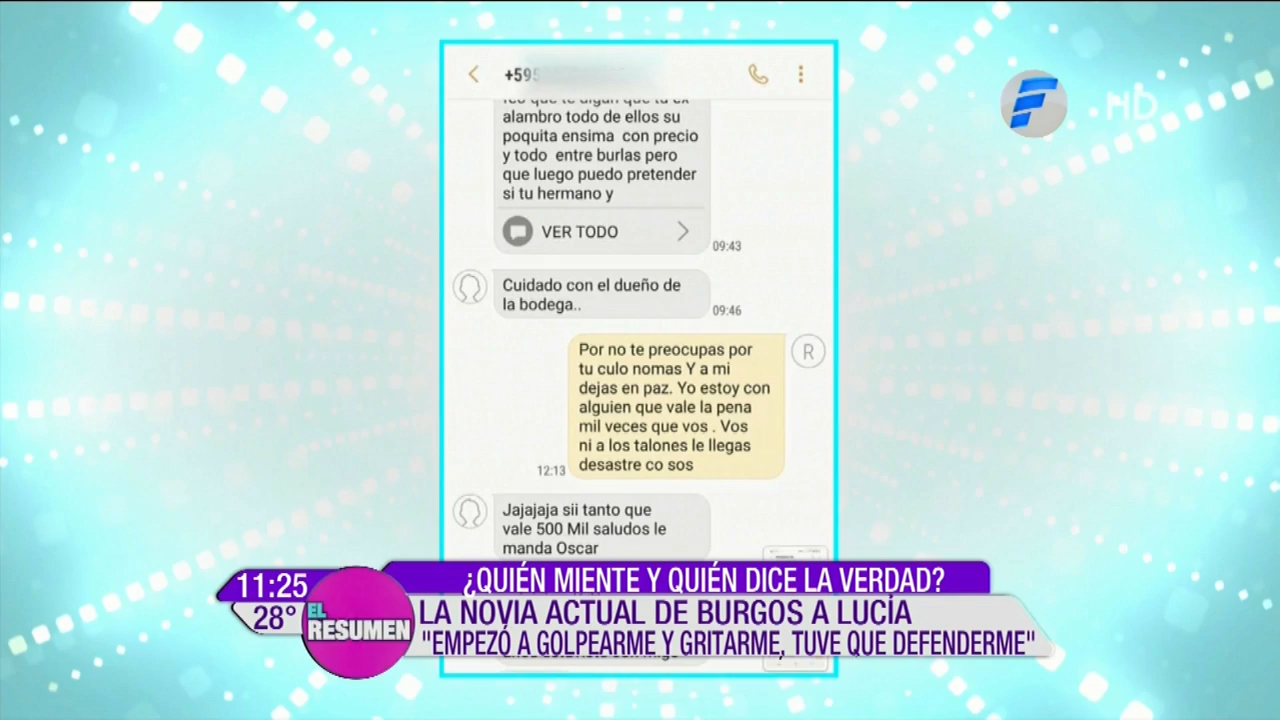 +595
alambro todo de ellos su
poquita ensima con precio
y todo entre burlas pero
que luego puedo pretender
si tu hermano y
VER TODO
09:43
Cuidado con el dueño de
la bodega..
09:46
Por no te preocupas por
tu culo nomas Y a mi
dejas en paz. Yo estoy con
alguien que vale la pena
mil veces que vos . Vos
ni a los talones le llegas
desastre co sos
12:13
R
Jajajaja sii tanto que
vale 500 Mil saludos le
manda Oscar
HD
11:25
28°
EL
RESUMEN
¿QUIÉN MIENTE Y QUIÉN DICE LA VERDAD?
LA NOVIA ACTUAL DE BURGOS A LUCÍA
"EMPEZÓ A GOLPEARME Y GRITARME, TUVE QUE DEFENDERME"